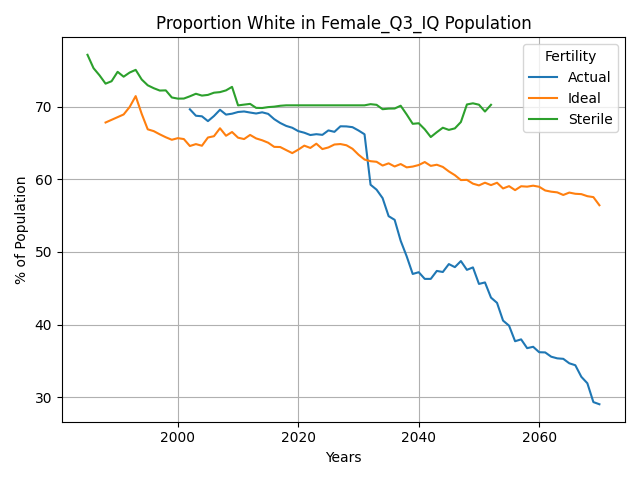 Proportion White in Female_Q3_IQ Population
Fertility
Actual
Ideal
Sterile
% of Population
70
60
50
40
30
2000
2020
2040
2060
Years